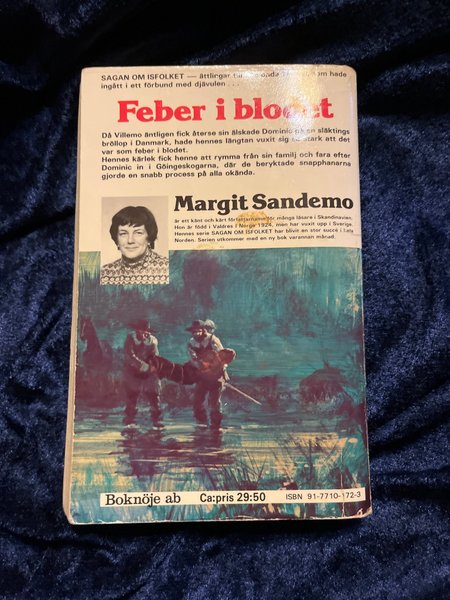 SAGAN OM ISFOLKET — ättlingar som hade
ingått i ett förbund med djävulen . . .
Feber i blodet
Då Villemo äntligen fick återse sin älskade Dominic på en släktings
bröllop i Danmark, hade hennes längtan vuxit sig så stark att det
var som feber i blodet.
Hennes kärlek fick henne att rymma från sin familj och fara efter
Dominic in i Göingeskogarna, där de beryktade snapphanarna
gjorde en snabb process på alla okända.
Margit Sandemo
är ett känt och kärt författarnamn för många läsare i Skandinavien.
Hon är född i Valdres i Norge 1924, men har vuxit opp i Sverige.
Hennes serie SAGAN OM ISFOLKET har blivit en stor succé i hela
Norden. Serien utkommer med en ny bok varannan månad.
Boknöje ab
Ca:pris 29:50
ISBN 91-7710-172-3